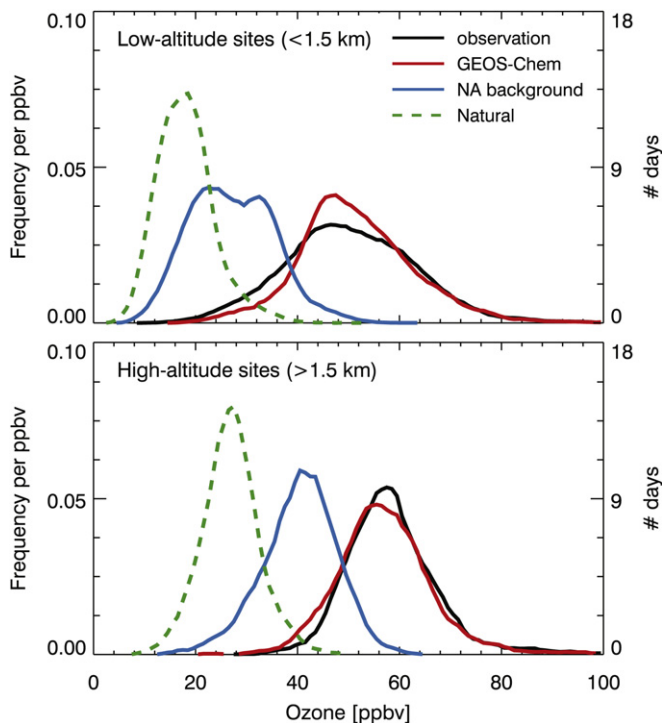 0.10
18
Low-altitude sites (<1.5 km)
observation
GEOS-Chem
NA background
Natural
Frequency per ppbv
0.05
9
# days
0.00
0
0.10
18
High-altitude sites (>1.5 km)
Frequency per ppbv
0.05
9
# days
0.00
0
0 20 40 60 80 100
Ozone [ppbv]